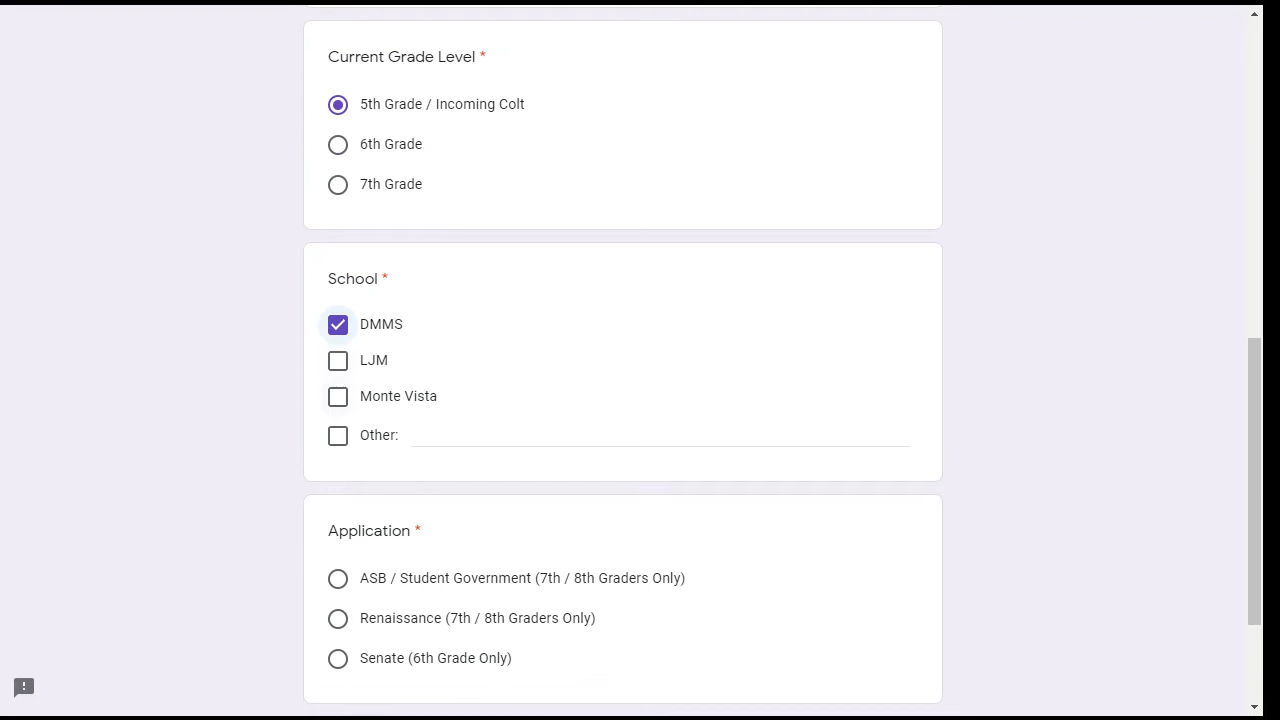 Current Grade Level *
5th Grade / Incoming Colt
6th Grade
7th Grade
School *
DMMS
LJM
Monte Vista
Other:
Application *
ASB / Student Government (7th / 8th Graders Only)
Renaissance (7th / 8th Graders Only)
Senate (6th Grade Only)